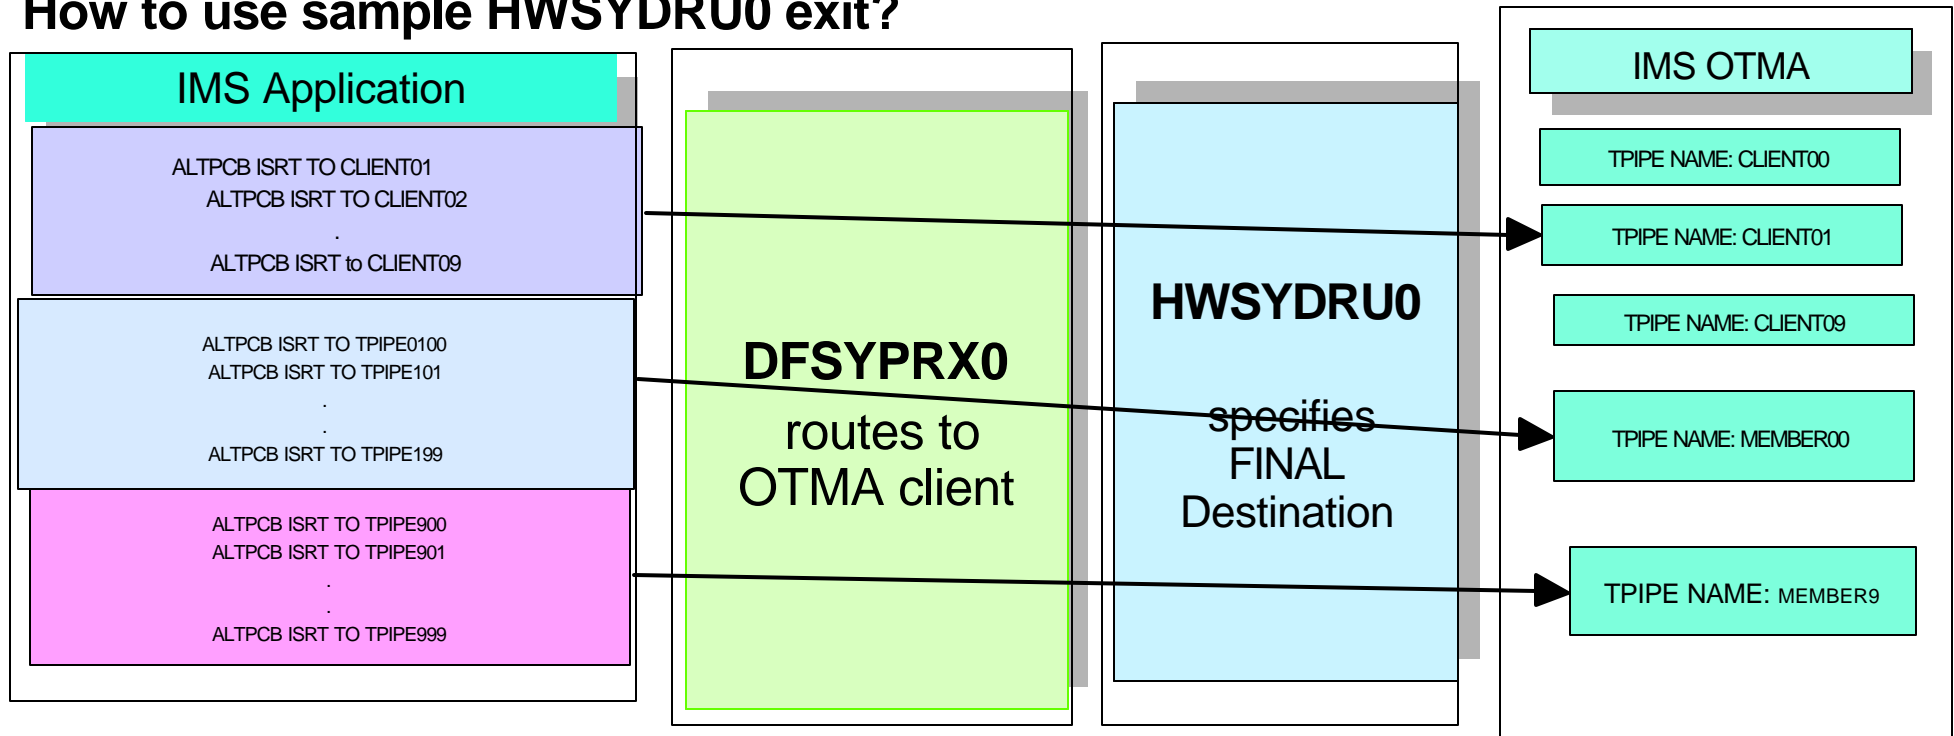 How to use sample HWSYDRU0 exit?
IMS Application
ALTPCB ISRT TO CLIENT01
ALTPCB ISRT TO CLIENT02
.
ALTPCB ISRT to CLIENT09
ALTPCB ISRT TO TPIPE0100
ALTPCB ISRT TO TPIPE101
.
.
ALTPCB ISRT TO TPIPE199
ALTPCB ISRT TO TPIPE900
ALTPCB ISRT TO TPIPE901
.
.
ALTPCB ISRT TO TPIPE999
DFSYPRX0
routes to
OTMA client
HWSYDRU0
specifies
FINAL
Destination
IMS OTMA
TPIPE NAME: CLIENT00
TPIPE NAME: CLIENT01
TPIPE NAME: CLIENT09
TPIPE NAME: MEMBER00
TPIPE NAME: MEMBER9